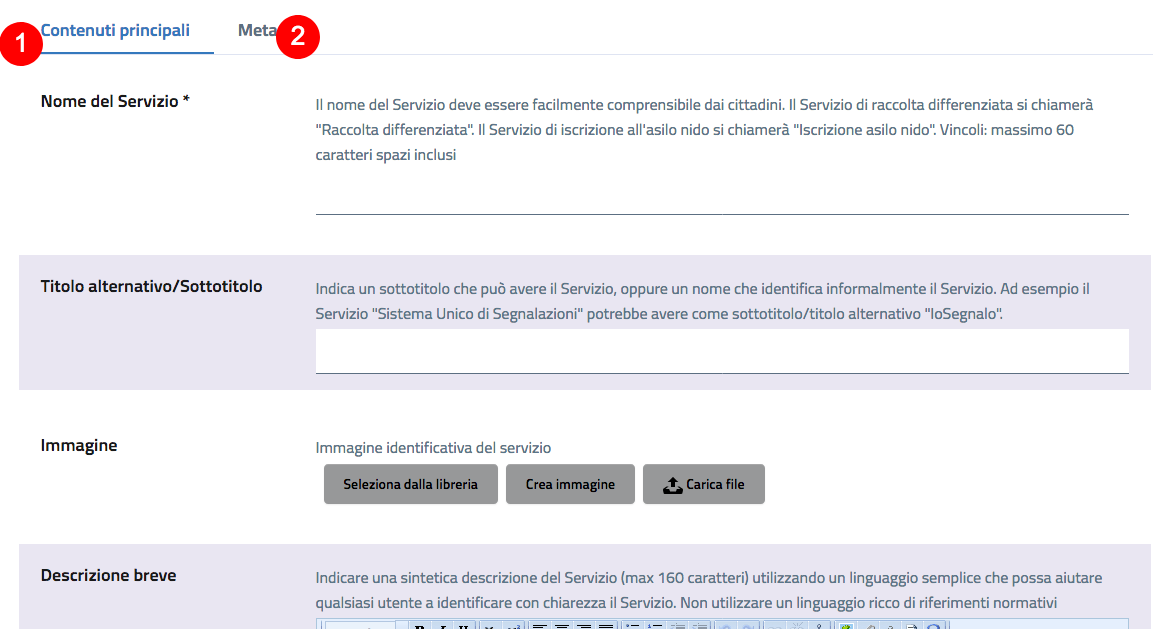 1 Contenuti principali Meta 2
Nome del Servizio *
Il nome del Servizio deve essere facilmente comprensibile dai cittadini. Il Servizio di raccolta differenziata si chiamerà
"Raccolta differenziata". Il Servizio di iscrizione all'asilo nido si chiamerà "Iscrizione asilo nido". Vincoli: massimo 60
caratteri spazi inclusi
Titolo alternativo/Sottotitolo
Indica un sottotitolo che può avere il Servizio, oppure un nome che identifica informalmente il Servizio. Ad esempio il
Servizio "Sistema Unico di Segnalazioni" potrebbe avere come sottotitolo/titolo alternativo "IoSegnalo".
Immagine
Immagine identificativa del servizio
Seleziona dalla libreria Crea immagine Carica file
Descrizione breve
Indicare una sintetica descrizione del Servizio (max 160 caratteri) utilizzando un linguaggio semplice che possa aiutare
qualsiasi utente a identificare con chiarezza il Servizio. Non utilizzare un linguaggio ricco di riferimenti normativi